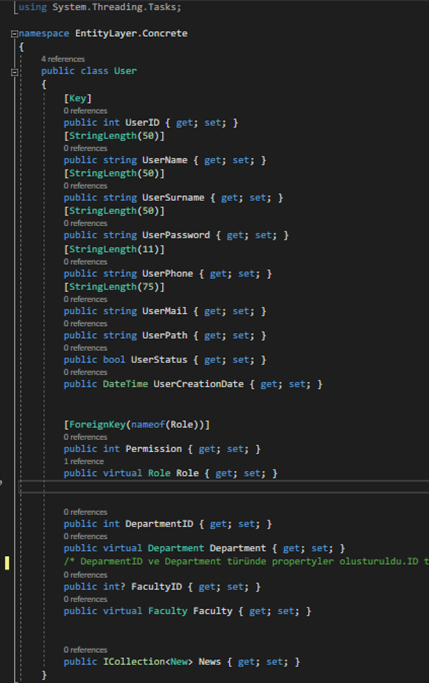 using System.Threading.Tasks;
namespace EntityLayer.Concrete
{
4 references
public class User
{
[Key]
0 references
public int UserID { get; set; }
[StringLength(50)]
0 references
public string UserName { get; set; }
[StringLength(50)]
0 references
public string UserSurname { get; set; }
[StringLength(50)]
0 references
public string UserPassword { get; set; }
[StringLength(11)]
0 references
public string UserPhone { get; set; }
[StringLength(75)]
0 references
public string UserMail { get; set; }
0 references
public string UserPath { get; set; }
0 references
public bool UserStatus { get; set; }
0 references
public DateTime UserCreationDate { get; set; }
[ForeignKey(nameof(Role))]
0 references
public int Permission { get; set; }
1 reference
public virtual Role Role { get; set; }
0 references
public int DepartmentID { get; set; }
0 references
public virtual Department Department { get; set; }
/* DeparmentID ve Department türünde propertyler olusturuldu.ID t
0 references
public int? FacultyID { get; set; }
0 references
public virtual Faculty Faculty { get; set; }
0 references
public ICollection<New> News { get; set; }
}